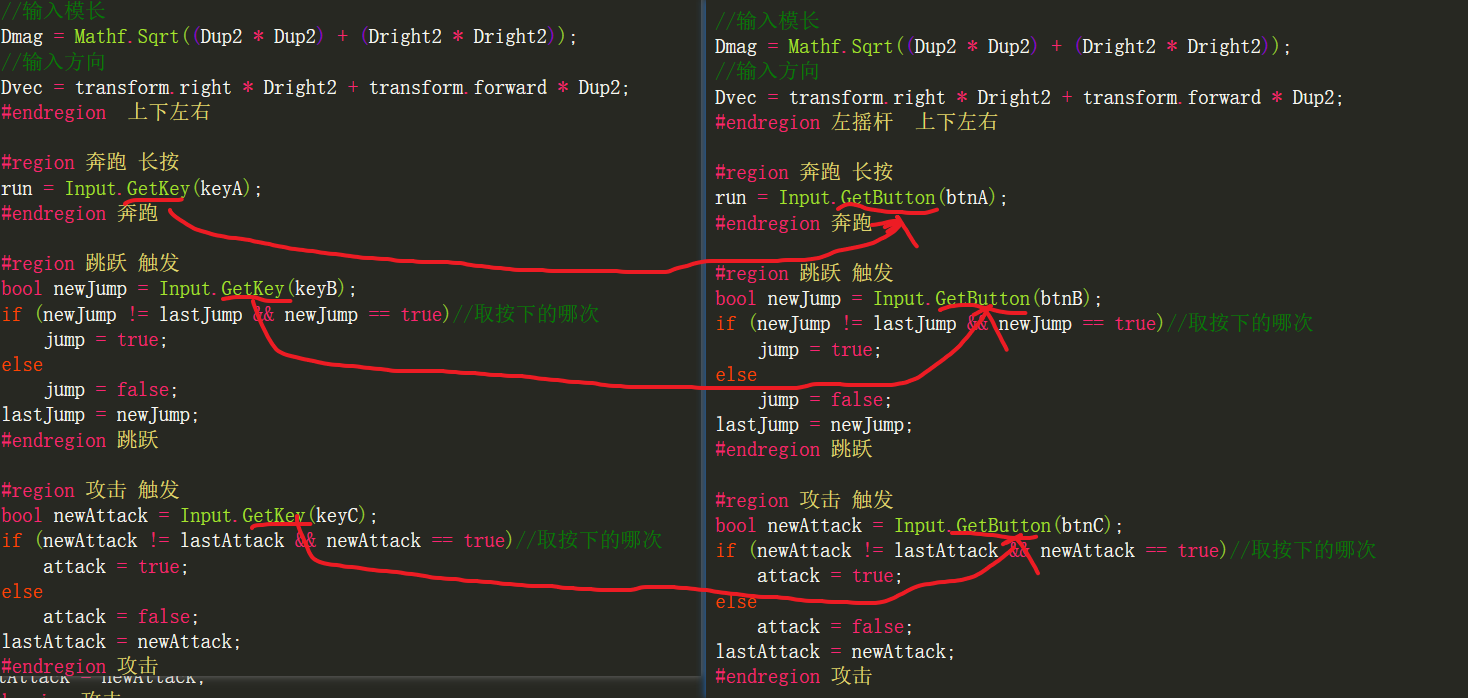 //输入模长
Dmag = Mathf.Sqrt((Dup2 * Dup2) + (Dright2 * Dright2));
//输入方向
Dvec = transform.right * Dright2 + transform.forward * Dup2;
#endregion  上下左右
#region 奔跑 长按
run = Input.GetKey(keyA);
#endregion 奔跑
#region 跳跃 触发
bool newJump = Input.GetKey(keyB);
if (newJump != lastJump && newJump == true)//取按下的哪次
    jump = true;
else
    jump = false;
lastJump = newJump;
#endregion 跳跃
#region 攻击 触发
bool newAttack = Input.GetKey(keyC);
if (newAttack != lastAttack && newAttack == true)//取按下的哪次
    attack = true;
else
    attack = false;
lastAttack = newAttack;
#endregion 攻击
//输入模长
Dmag = Mathf.Sqrt((Dup2 * Dup2) + (Dright2 * Dright2));
//输入方向
Dvec = transform.right * Dright2 + transform.forward * Dup2;
#endregion 左摇杆  上下左右
#region 奔跑 长按
run = Input.GetButton(btnA);
#endregion 奔跑
#region 跳跃 触发
bool newJump = Input.GetButton(btnB);
if (newJump != lastJump && newJump == true)//取按下的哪次
    jump = true;
else
    jump = false;
lastJump = newJump;
#endregion 跳跃
#region 攻击 触发
bool newAttack = Input.GetButton(btnC);
if (newAttack != lastAttack && newAttack == true)//取按下的哪次
    attack = true;
else
    attack = false;
lastAttack = newAttack;
#endregion 攻击